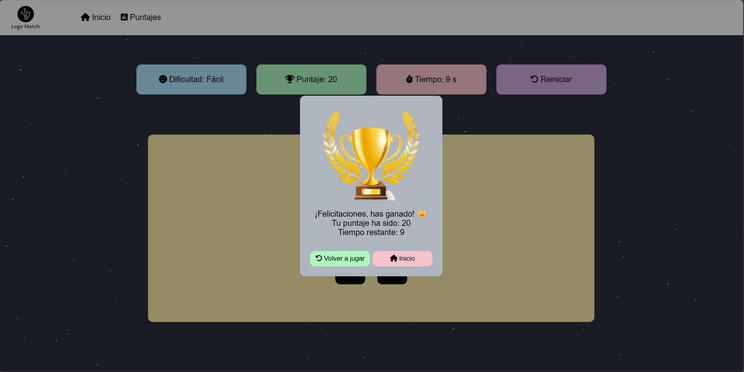 Logo Match
Inicio
Puntajes
Dificultad: Fácil
Puntaje: 20
Tiempo: 9 s
Reiniciar
¡Felicitaciones, has ganado! 😀
Tu puntaje ha sido: 20
Tiempo restante: 9
Volver a jugar
Inicio